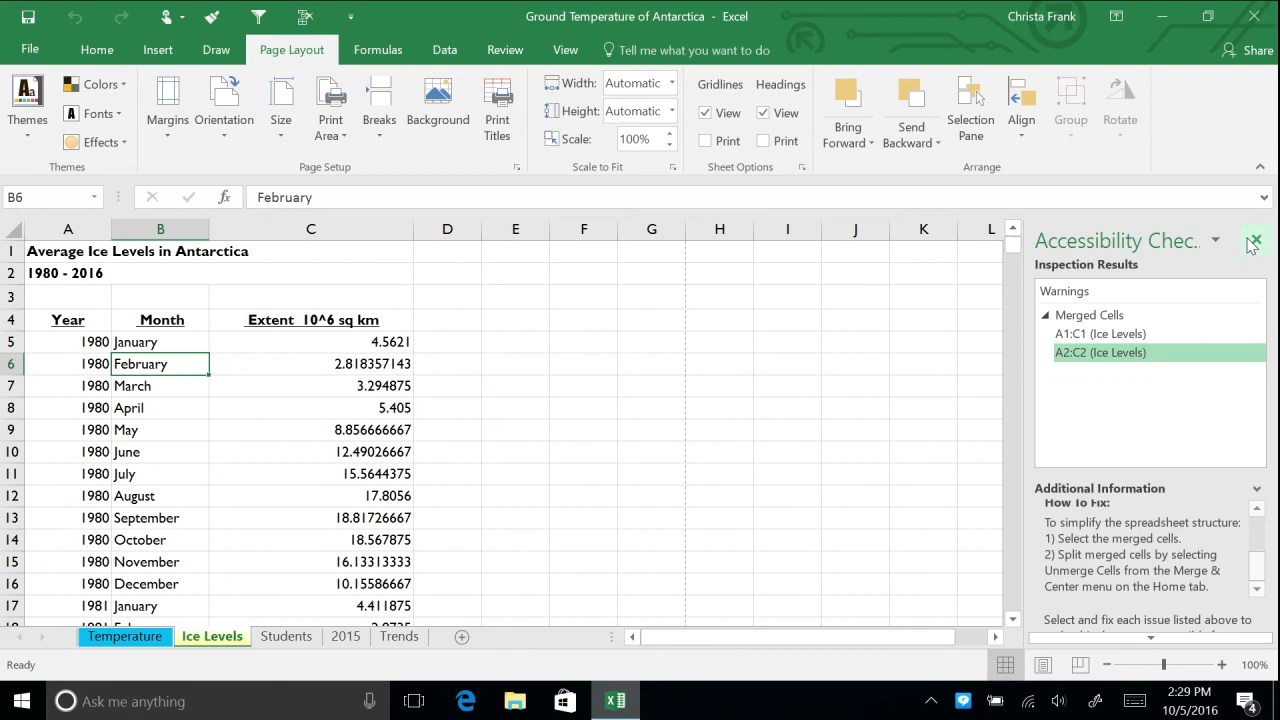 Ground Temperature of Antarctica - Excel
Christa Frank
File Home Insert Draw Page Layout Formulas Data Review View Tell me what you want to do Share
Themes
Colors
Fonts
Effects
Themes
Margins Orientation Size Print Area Breaks Background Print Titles
Page Setup
Width: Automatic
Height: Automatic
Scale: 100%
Scale to Fit
Gridlines Headings
View View
Print Print
Sheet Options
Bring Forward Send Backward Selection Pane Align Group Rotate
Arrange
B6 fx February
A B C D E F G H I J K L
1 Average Ice Levels in Antarctica
2 1980 - 2016
3
4 Year Month Extent 10^6 sq km
5 1980 January 4.5621
6 1980 February 2.818357143
7 1980 March 3.294875
8 1980 April 5.405
9 1980 May 8.856666667
10 1980 June 12.49026667
11 1980 July 15.5644375
12 1980 August 17.8056
13 1980 September 18.81726667
14 1980 October 18.567875
15 1980 November 16.13313333
16 1980 December 10.15586667
17 1981 January 4.411875
Temperature Ice Levels Students 2015 Trends
Accessibility Chec...
Inspection Results
Warnings
Merged Cells
A1:C1 (Ice Levels)
A2:C2 (Ice Levels)
Additional Information
How To Fix:
To simplify the spreadsheet structure:
1) Select the merged cells.
2) Split merged cells by selecting
Unmerge Cells from the Merge &
Center menu on the Home tab.
Select and fix each issue listed above to
Ready
100%
Ask me anything
2:29 PM
10/5/2016
4